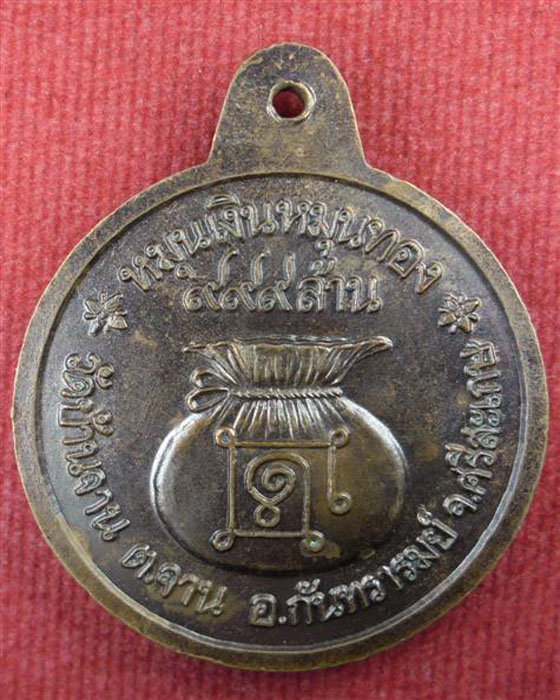 หมุนเงินหมุนทอง
๙๙๙ล้าน
วัดบ้านจาน ต.จาน อ.กันทรารมย์ จ.ศรีสะเกษ